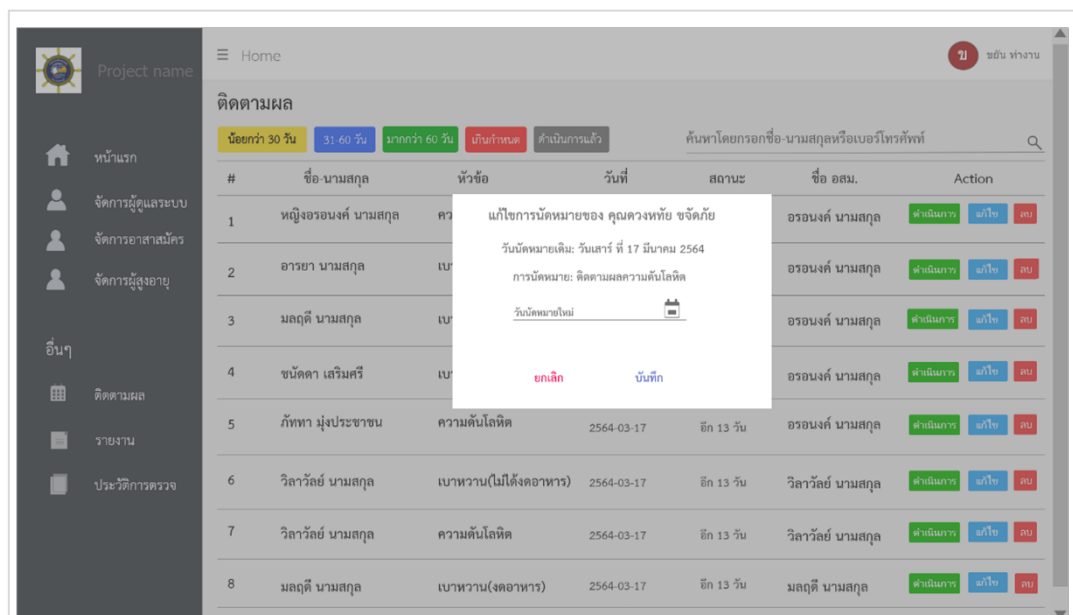 Project name
☰ Home
ข ขยัน ทำงาน
ติดตามผล
น้อยกว่า 30 วัน 31-60 วัน มากกว่า 60 วัน เกินกำหนด ดำเนินการแล้ว ค้นหาโดยกรอกชื่อ-นามสกุลหรือเบอร์โทรศัพท์
หน้าแรก
จัดการผู้ดูแลระบบ
จัดการอาสาสมัคร
จัดการผู้สูงอายุ
อื่นๆ
ติดตามผล
รายงาน
ประวัติการตรวจ
# ชื่อ-นามสกุล หัวข้อ วันที่ สถานะ ชื่อ อสม. Action
1 หญิงอรอนงค์ นามสกุล คว อรอนงค์ นามสกุล ดำเนินการ แก้ไข ลบ
2 อารยา นามสกุล เบา อรอนงค์ นามสกุล ดำเนินการ แก้ไข ลบ
3 มลฤดี นามสกุล เบา อรอนงค์ นามสกุล ดำเนินการ แก้ไข ลบ
4 ชนัดดา เสริมศรี เบา อรอนงค์ นามสกุล ดำเนินการ แก้ไข ลบ
5 ภัททา มุ่งประชาชน ความดันโลหิต 2564-03-17 อีก 13 วัน อรอนงค์ นามสกุล ดำเนินการ แก้ไข ลบ
6 วิลาวัลย์ นามสกุล เบาหวาน(ไม่ได้งดอาหาร) 2564-03-17 อีก 13 วัน วิลาวัลย์ นามสกุล ดำเนินการ แก้ไข ลบ
7 วิลาวัลย์ นามสกุล ความดันโลหิต 2564-03-17 อีก 13 วัน วิลาวัลย์ นามสกุล ดำเนินการ แก้ไข ลบ
8 มลฤดี นามสกุล เบาหวาน(งดอาหาร) 2564-03-17 อีก 13 วัน มลฤดี นามสกุล ดำเนินการ แก้ไข ลบ
แก้ไขการนัดหมายของ คุณดวงหทัย ขจัดภัย
วันนัดหมายเดิม: วันเสาร์ ที่ 17 มีนาคม 2564
การนัดหมาย: ติดตามผลความดันโลหิต
วันนัดหมายใหม่
ยกเลิก บันทึก